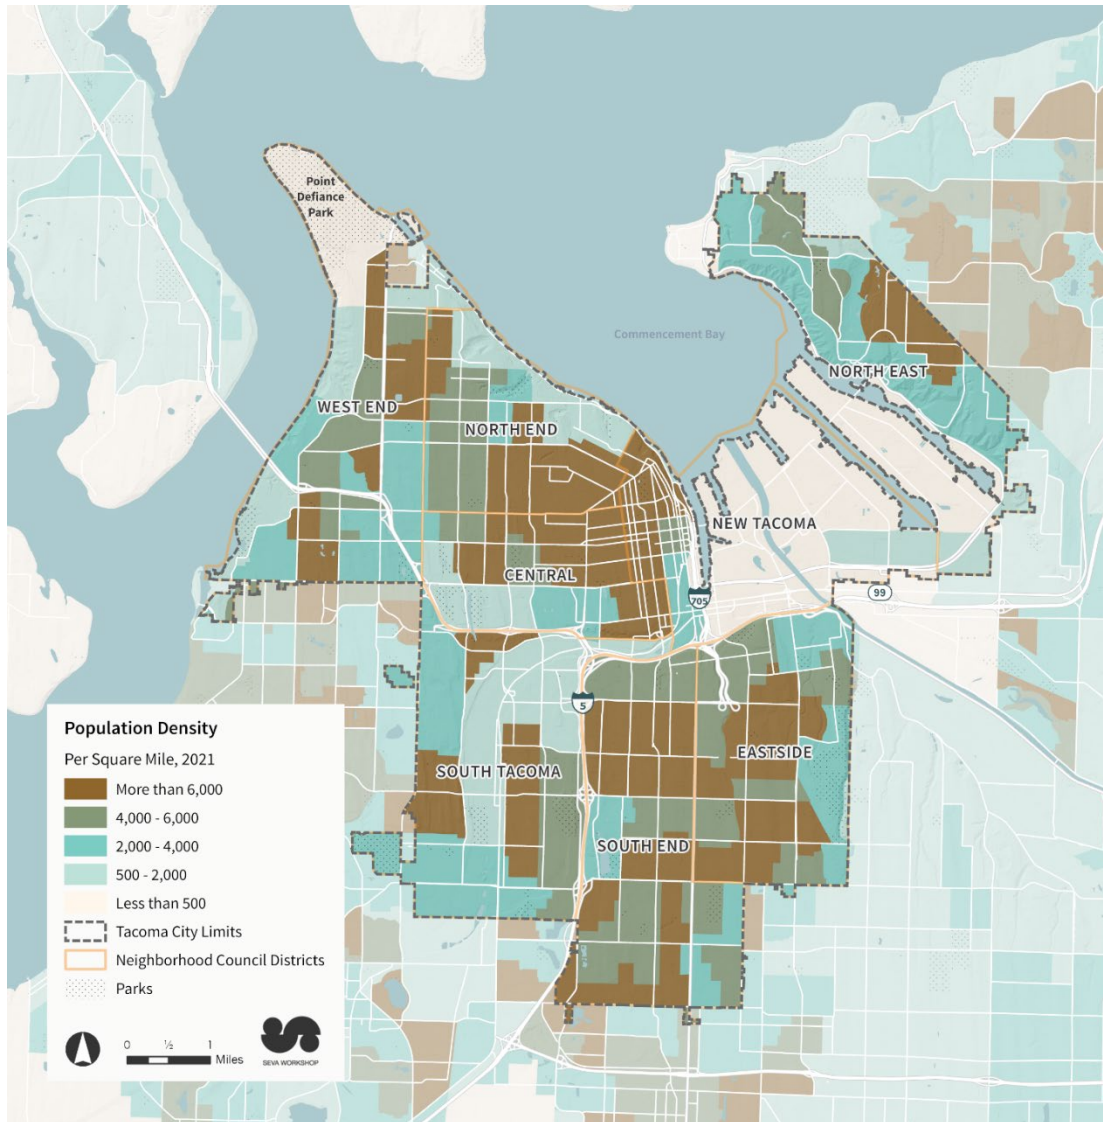 Point
Defiance
Park
Commencement Bay
NORTH EAST
WEST END
NORTH END
NEW TACOMA
CENTRAL
99
705
5
EASTSIDE
SOUTH TACOMA
SOUTH END
Population Density
Per Square Mile, 2021
More than 6,000
4,000 - 6,000
2,000 - 4,000
500 - 2,000
Less than 500
Tacoma City Limits
Neighborhood Council Districts
Parks
0 ½ 1
Miles
SEVA WORKSHOP